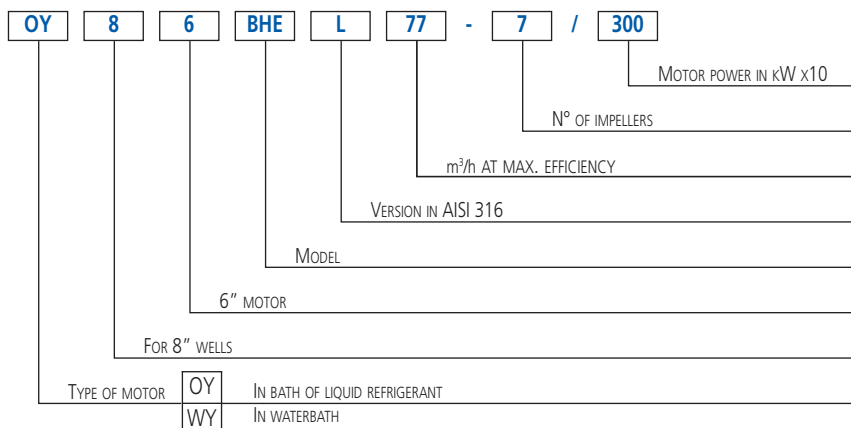 OY 8 6 BHE L 77 - 7 / 300
MOTOR POWER IN KW X10
N° OF IMPELLERS
m³/h AT MAX. EFFICIENCY
VERSION IN AISI 316
MODEL
6" MOTOR
FOR 8" WELLS
TYPE OF MOTOR OY IN BATH OF LIQUID REFRIGERANT
WY IN WATERBATH